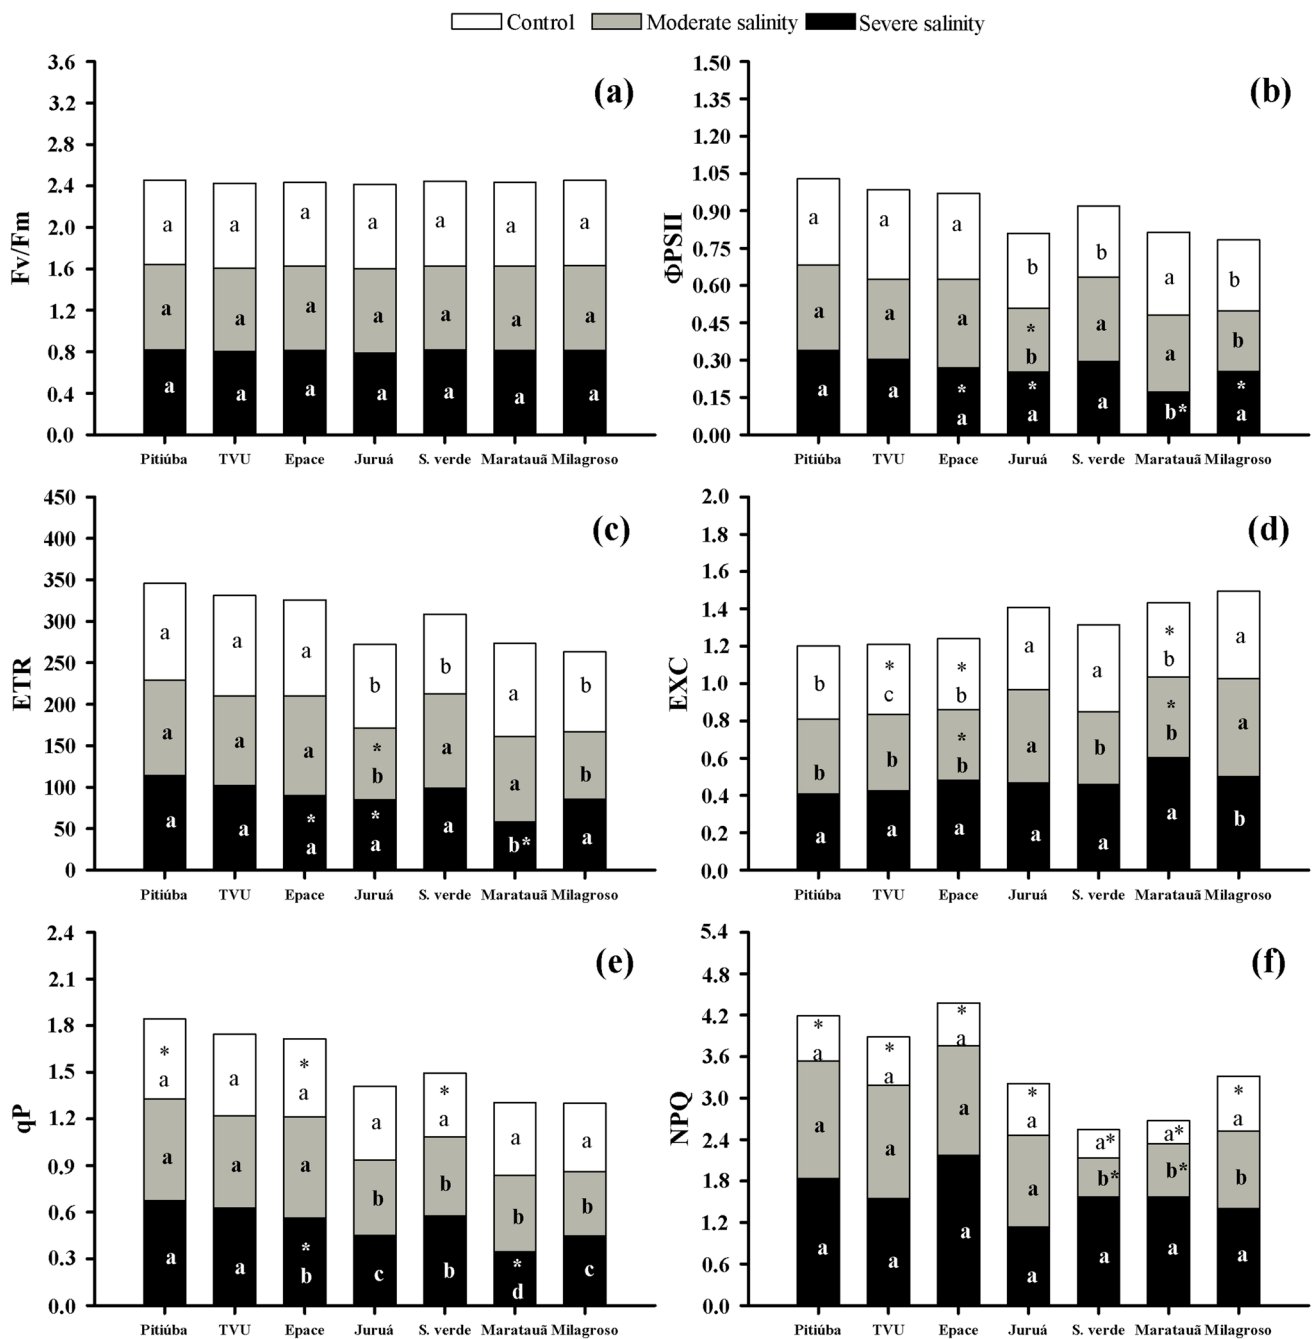 Control Moderate salinity Severe salinity
3.6 (a) 1.50 (b)
3.2 1.35
2.8 1.20
2.4 1.05
2.0 a a a a a a a 0.90 a a a b b a b
1.6 0.75
1.2 a a a a a a a 0.60 a a a * b a a b
0.8 0.45
0.4 a a a a a a a 0.30 a a * a * a a b* * a
0.15
0.0 0.00
Fv/Fm ΦPSII
Pitiúba TVU Epace Juruá S. verde Maratauã Milagroso Pitiúba TVU Epace Juruá S. verde Maratauã Milagroso
450 (c) 2.0 (d)
400 1.8
350 1.6
300 1.4
250 a a a b b a b 1.2 b * c * b a a * b a
200 1.0
150 a a a * b a a b 0.8 b b * b a b * b a
100 0.6
50 a a * a * a a b* a 0.4 a a a a a a b
0.2
0 0.0
ETR EXC
Pitiúba TVU Epace Juruá S. verde Maratauã Milagroso Pitiúba TVU Epace Juruá S. verde Maratauã Milagroso
2.4 (e) 5.4 (f)
2.1 4.8
1.8 4.2
1.5 * a a * a a * a a a 3.6 * a * a * a * a a* a* * a
1.2 3.0
0.9 a a a b b b b 2.4 a a a a b* b* b
0.6 1.8
0.3 a a * b c b * d c 1.2 a a a a a a a
0.6
0.0 0.0
qP NPQ
Pitiúba TVU Epace Juruá S. verde Maratauã Milagroso Pitiúba TVU Epace Juruá S. verde Maratauã Milagroso